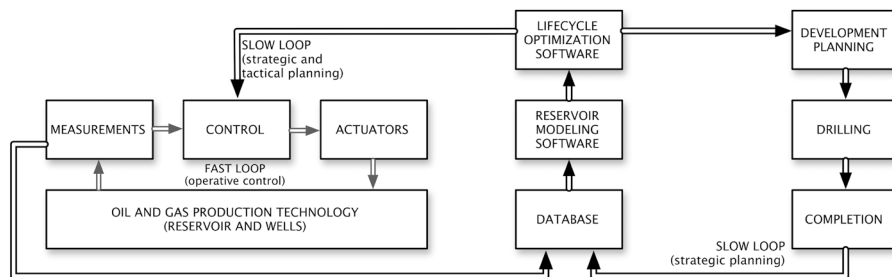 LIFECYCLE
OPTIMIZATION
SOFTWARE
DEVELOPMENT
PLANNING
SLOW LOOP
(strategic and
tactical planning)
MEASUREMENTS
CONTROL
ACTUATORS
RESERVOIR
MODELING
SOFTWARE
DRILLING
FAST LOOP
(operative control)
OIL AND GAS PRODUCTION TECHNOLOGY
(RESERVOIR AND WELLS)
DATABASE
COMPLETION
SLOW LOOP
(strategic planning)